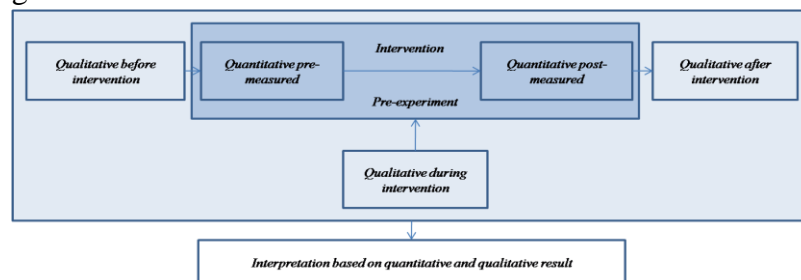 Intervention
Qualitative before
intervention
Quantitative pre-
measured
Quantitative post-
measured
Qualitative after
intervention
Pre-experiment
Qualitative during
intervention
Interpretation based on quantitative and qualitative result